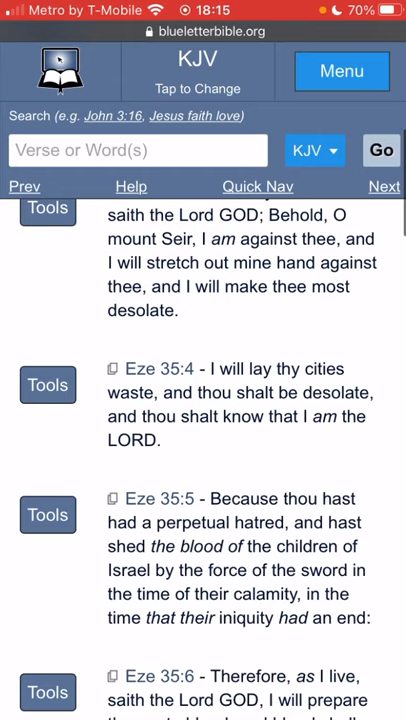 Metro by T-Mobile 18:15 70%
blueletterbible.org
KJV
Tap to Change
Menu
Search (e.g. John 3:16, Jesus faith love)
Verse or Word(s)
KJV
Go
Prev Help Quick Nav Next
Tools
saith the Lord GOD; Behold, O
mount Seir, I am against thee, and
I will stretch out mine hand against
thee, and I will make thee most
desolate.
Tools
Eze 35:4 - I will lay thy cities
waste, and thou shalt be desolate,
and thou shalt know that I am the
LORD.
Tools
Eze 35:5 - Because thou hast
had a perpetual hatred, and hast
shed the blood of the children of
Israel by the force of the sword in
the time of their calamity, in the
time that their iniquity had an end:
Tools
Eze 35:6 - Therefore, as I live,
saith the Lord GOD, I will prepare